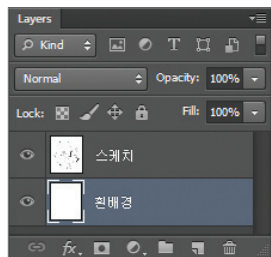 Layers
Kind
Normal Opacity: 100%
Lock: Fill: 100%
스케치
흰배경
fx.